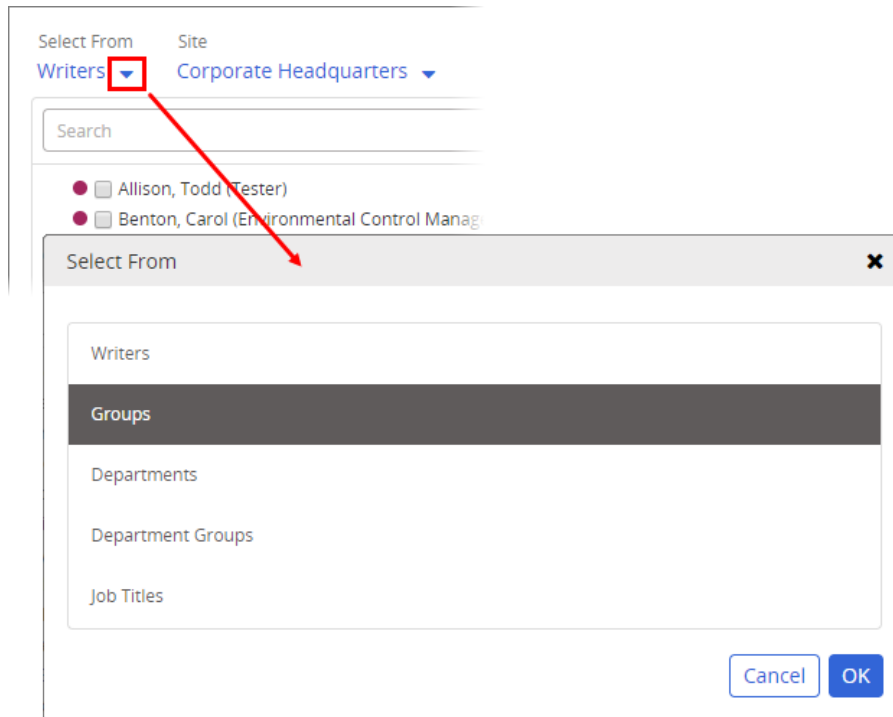 Select From Site
Writers Corporate Headquarters
Search
Allison, Todd (Tester)
Benton, Carol (Environmental Control Manag
Select From
Writers
Groups
Departments
Department Groups
Job Titles
Cancel OK